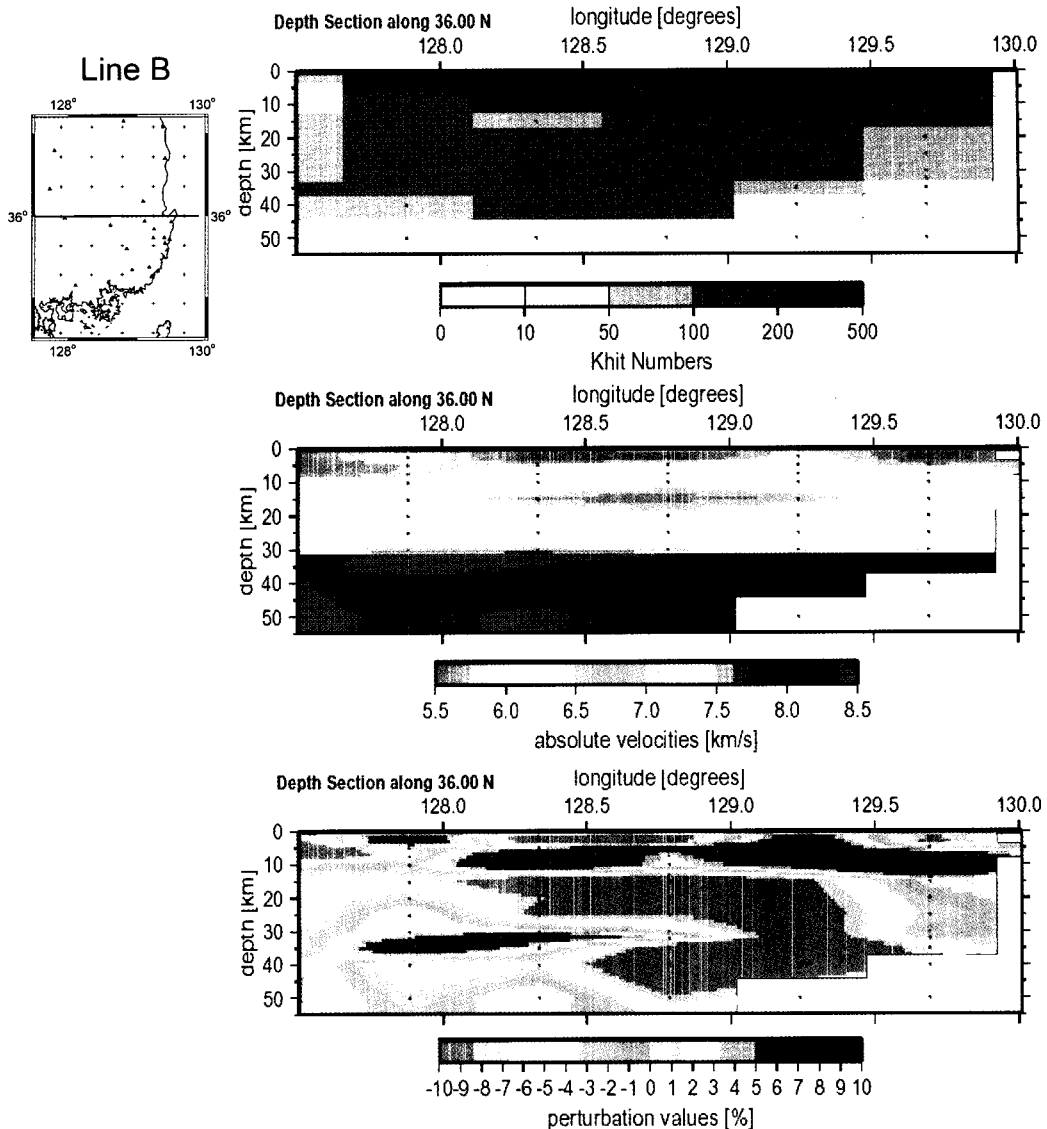 Line B
128° 130°
36° 36°
128° 130°
Depth Section along 36.00 N longitude [degrees]
128.0 128.5 129.0 129.5 130.0
depth [km]
0
10
20
30
40
50
0 10 50 100 200 500
Khit Numbers
Depth Section along 36.00 N longitude [degrees]
128.0 128.5 129.0 129.5 130.0
depth [km]
0
10
20
30
40
50
5.5 6.0 6.5 7.0 7.5 8.0 8.5
absolute velocities [km/s]
Depth Section along 36.00 N longitude [degrees]
128.0 128.5 129.0 129.5 130.0
depth [km]
0
10
20
30
40
50
-10 -9 -8 -7 -6 -5 -4 -3 -2 -1 0 1 2 3 4 5 6 7 8 9 10
perturbation values [%]